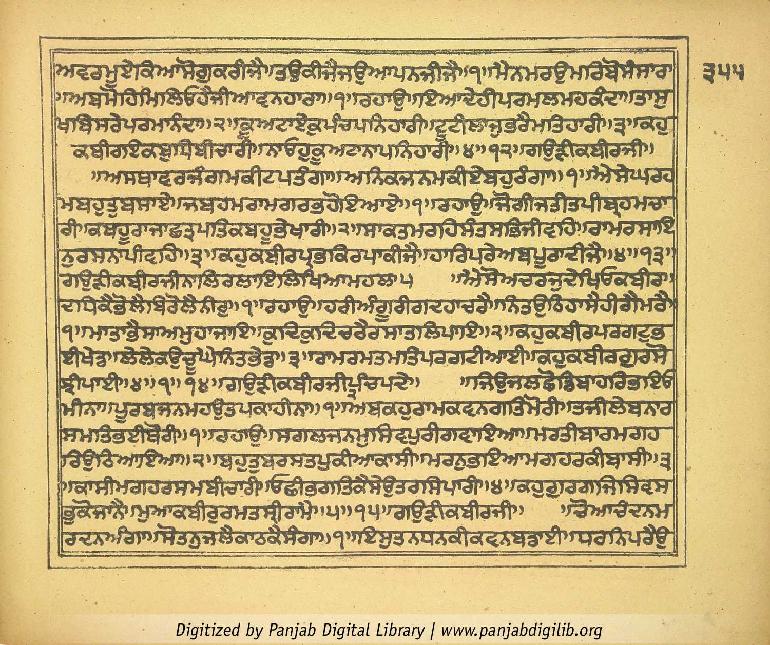 ਅਵਰਮੂਏਕਿਆਸੋਗੁਕਰੀਜੈ॥ਤਉਕੀਜੈਜਉਆਪਨਜੀਜੈ॥੧॥ਮੈਨਮਰਉਮਰਿਬੋਸੰਸਾਰਾ
੩੫੫
॥ਅਬਮੋਹਿਮਿਲਿਓਹੈਜੀਆਵਨਹਾਰਾ॥੧॥ਰਹਾਉ॥ਇਆਦੇਹੀਪਰਮਲਮਹਕੰਦਾ॥ਤਾਸੁ
ਖਬਿਸਰੇਪਰਮਾਨੰਦਾ॥੨॥ਕੂਅਟਾਏਕੁਪੰਚਪਨਿਹਾਰੀ॥ਟੂਟੀਲਾਜੁਭਰੈਮਤਿਹਾਰੀ॥੩॥ਕਹੁ
ਕਬੀਰਇਕਬੁਧਿਬੀਚਾਰੀ॥ਨਾਓਹੁਕੂਅਟਨਾਪਨਿਹਾਰੀ॥੪॥੧੨॥ਗਉੜੀਕਬੀਰਜੀ॥
॥ਅਸਥਾਵਰਜੰਗਮਕੀਟਪਤੰਗਾ॥ਅਨਿਕਜਨਮਕੀਏਬਹੁਰੰਗਾ॥੧॥ਐਸੇਘਰਹ
ਮਬਹੁਤੁਬਸਾਏ॥ਜਬਹਮਰਾਮਗਰਭਹੋਇਆਏ॥੧॥ਰਹਾਉ॥ਜੋਗੀਜਤੀਤਪੀਬ੍ਰਹਮਚਾ
ਰੀ॥ਕਬਹੂਰਾਜਾਛਤ੍ਰਪਤਿਕਬਹੂਭੇਖਾਰੀ॥੨॥ਸਾਕਤਮਰਹਿਸੰਤਸਭਿਜੀਵਹਿ॥ਰਾਮਰਸਾਇ
ਨਰਸਨਾਪੀਵਹਿ॥੩॥ਕਹੁਕਬੀਰਪ੍ਰਭਕਿਰਪਾਕੀਜੈ॥ਹਾਰਿਪਰੇਅਬਪੂਰਾਦੀਜੈ॥੪॥੧੩॥
ਗਉੜੀਕਬੀਰਜੀਨਾਲਿਰਲਾਇਲਿਖਿਆਮਹਲਾ੫ ॥ਐਸੋਅਚਰਜੁਦੇਖਿਓਕਬੀਰ॥
ਦਧਿਕੈਭੋਲੈਬਿਰੋਲੈਨੀਰੁ॥੧॥ਰਹਾਉ॥ਹਰੀਅੰਗੂਰੀਗਦਹਾਚਰੈ॥ਨਿਤਉਠਿਹਾਸੈਹੀਗੈਮਰੈ॥
੧॥ਮਾਤਾਭੈਸਾਅਮੁਹਾਜਾਇ॥ਕੁਦਿਕੁਦਿਚਰੈਰਸਾਤਲਿਪਾਇ॥੨॥ਕਹੁਕਬੀਰਪਰਗਟੁਭ
ਈਖੇਡ॥ਲੇਲੇਕਉਚੂਘੈਨਿਤਭੇਡ॥੩॥ਰਾਮਰਮਤਮਤਿਪਰਗਟੀਆਈ॥ਕਹੁਕਬੀਰਗੁਰਸੋ
ਝੀਪਾਈ॥੪॥੧॥੧੪॥ਗਉੜੀਕਬੀਰਜੀਪੰਚਪਦੇ॥ ॥ਜਿਉਜਲਛੋਡਿਬਾਹਰਿਭਇਓ
ਮੀਨਾ॥ਪੂਰਬਜਨਮਹਉਤਪਕਾਹੀਨਾ॥੧॥ਅਬਕਹੁਰਾਮਕਵਨਗਤਿਮੋਰੀ॥ਤਜੀਲੇਬਨਾਰ
ਸਮਤਿਭਈਥੋਰੀ॥੧॥ਰਹਾਉ॥ਸਗਲਜਨਮੁਸਿਵਪੁਰੀਗਵਾਇਆ॥ਮਰਤੀਬਾਰਮਗਹ
ਰਿਉਠਿਆਇਆ॥੨॥ਬਹੁਤੁਬਰਸਤਪੁਕੀਆਕਾਸੀ॥ਮਰਨੁਭਇਆਮਗਹਰਕੀਬਾਸੀ॥੩
॥ਕਾਸੀਮਗਹਰਸਮਬੀਚਾਰੀ॥ਓਛੀਭਗਤਿਕੈਸੇਉਤਰਸਿਪਾਰੀ॥੪॥ਕਹੁਗੁਰਗਜਿਸਿਵਸ
ਭੁਕੋਜਾਨੈ॥ਮੁਆਕਬੀਰੁਰਮਤਸ੍ਰੀਰਾਮੈ॥੫॥੧੫॥ਗਉੜੀਕਬੀਰਜੀ॥ ॥ਚੋਆਚੰਦਨਮ
ਰਦਨਅੰਗਾ॥ਸੋਤਨੁਜਲੈਕਾਠਕੈਸੰਗਾ॥੧॥ਇਸੁਤਨਧਨਕੀਕਵਨਬਡਾਈ॥ਧਰਨਿਪਰੈਉ
Digitized by Panjab Digital Library | www.panjabdigilib.org